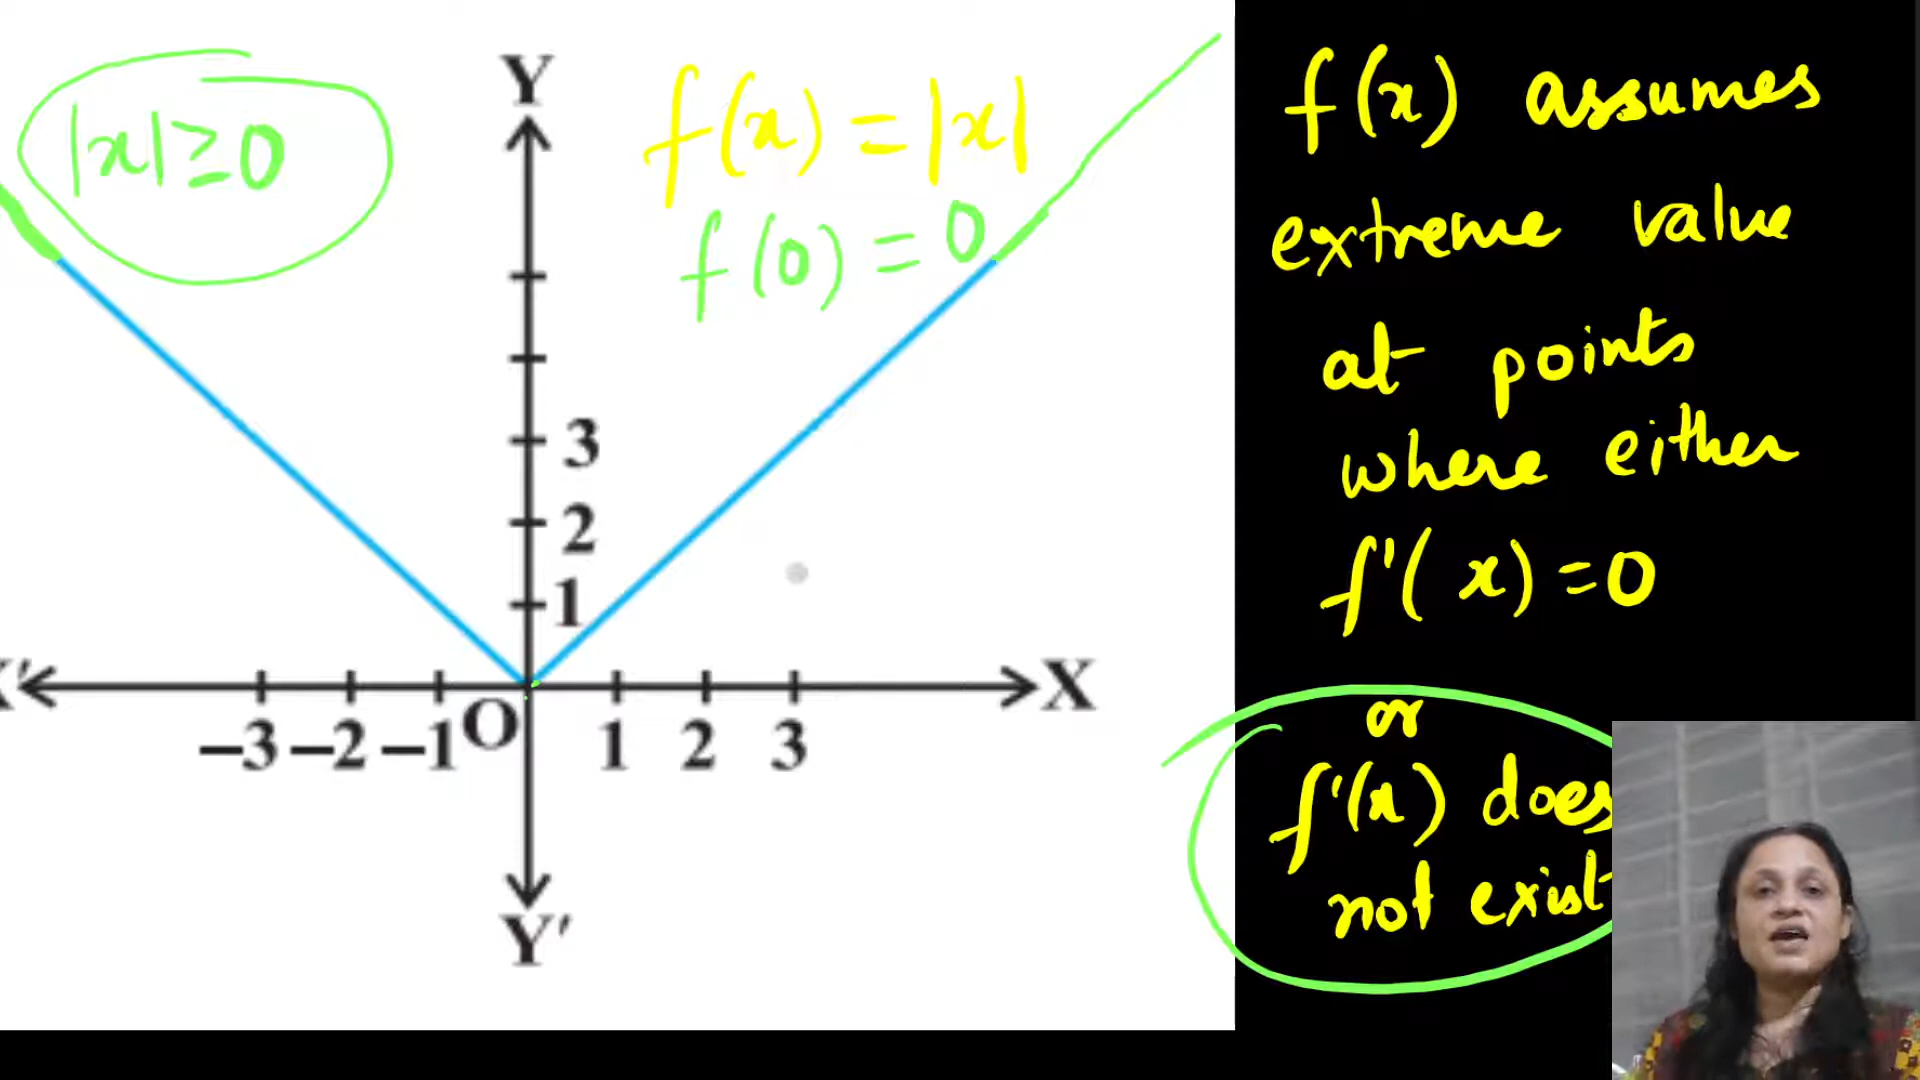 |x| ≥ 0
Y
f(x) = |x|
f(0) = 0
3
2
1
X' X
O
-3 -2 -1 1 2 3
Y'
f(x) assumes
extreme value
at points
where either
f'(x) = 0
or
f'(x) does
not exist